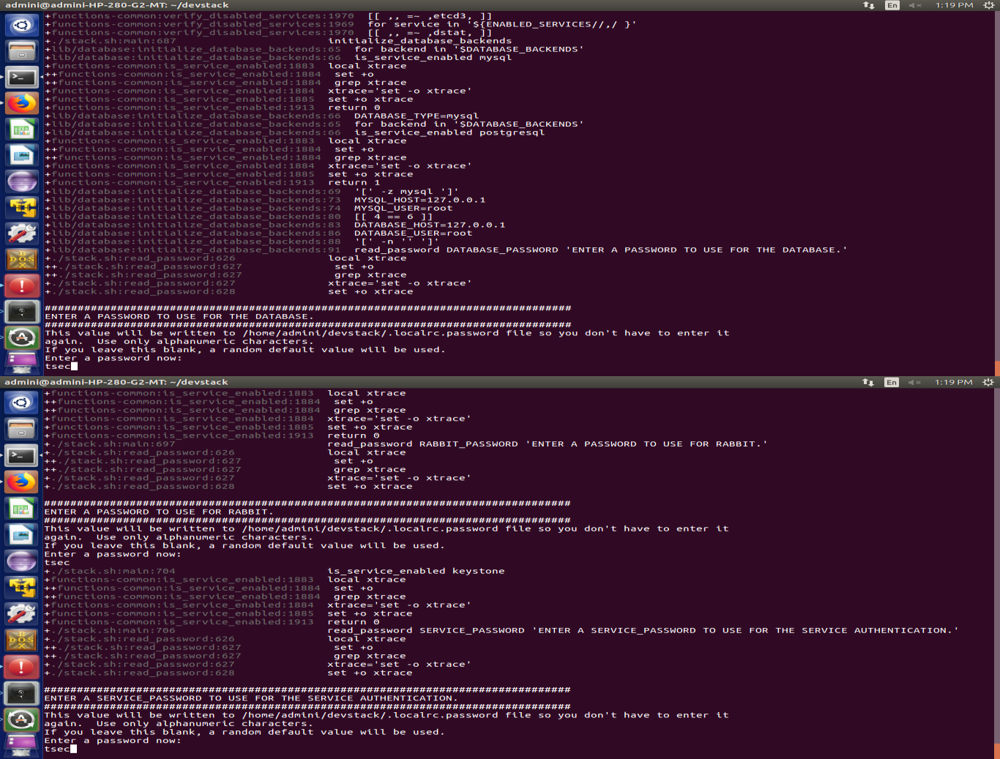 admini@admini-HP-280-G2-MT: ~/devstack
En
1:19 PM
+functions-common:verify_disabled_services:1970  [[ ,, =~ ,etcd3, ]]
+functions-common:verify_disabled_services:1969  for service in '${ENABLED_SERVICES//,/ }'
+functions-common:verify_disabled_services:1970  [[ ,, =~ ,dstat, ]]
+./stack.sh:main:687                       initialize_database_backends
+lib/database:initialize_database_backends:65  for backend in '$DATABASE_BACKENDS'
+lib/database:initialize_database_backends:66  is_service_enabled mysql
+functions-common:is_service_enabled:1883  local xtrace
++functions-common:is_service_enabled:1884  set +o
++functions-common:is_service_enabled:1884  grep xtrace
+functions-common:is_service_enabled:1884  xtrace='set -o xtrace'
+functions-common:is_service_enabled:1885  set +o xtrace
+functions-common:is_service_enabled:1913  return 0
+lib/database:initialize_database_backends:66  DATABASE_TYPE=mysql
+lib/database:initialize_database_backends:65  for backend in '$DATABASE_BACKENDS'
+lib/database:initialize_database_backends:66  is_service_enabled postgresql
+functions-common:is_service_enabled:1883  local xtrace
++functions-common:is_service_enabled:1884  set +o
++functions-common:is_service_enabled:1884  grep xtrace
+functions-common:is_service_enabled:1884  xtrace='set -o xtrace'
+functions-common:is_service_enabled:1885  set +o xtrace
+functions-common:is_service_enabled:1913  return 1
+lib/database:initialize_database_backends:69  '[' -z mysql ']'
+lib/database:initialize_database_backends:73  MYSQL_HOST=127.0.0.1
+lib/database:initialize_database_backends:74  MYSQL_USER=root
+lib/database:initialize_database_backends:80  [[ 4 == 6 ]]
+lib/database:initialize_database_backends:83  DATABASE_HOST=127.0.0.1
+lib/database:initialize_database_backends:86  DATABASE_USER=root
+lib/database:initialize_database_backends:88  '[' -n '' ']'
+lib/database:initialize_database_backends:91  read_password DATABASE_PASSWORD 'ENTER A PASSWORD TO USE FOR THE DATABASE.'
+./stack.sh:read_password:626              local xtrace
++./stack.sh:read_password:627              set +o
++./stack.sh:read_password:627              grep xtrace
+./stack.sh:read_password:627              xtrace='set -o xtrace'
+./stack.sh:read_password:628              set +o xtrace
################################################################################
ENTER A PASSWORD TO USE FOR THE DATABASE.
################################################################################
This value will be written to /home/admini/devstack/.localrc.password file so you don't have to enter it
again.  Use only alphanumeric characters.
If you leave this blank, a random default value will be used.
Enter a password now:
tsec
admini@admini-HP-280-G2-MT: ~/devstack
En
1:19 PM
+functions-common:is_service_enabled:1883  local xtrace
++functions-common:is_service_enabled:1884  set +o
++functions-common:is_service_enabled:1884  grep xtrace
+functions-common:is_service_enabled:1884  xtrace='set -o xtrace'
+functions-common:is_service_enabled:1885  set +o xtrace
+functions-common:is_service_enabled:1913  return 0
+./stack.sh:main:697                       read_password RABBIT_PASSWORD 'ENTER A PASSWORD TO USE FOR RABBIT.'
+./stack.sh:read_password:626              local xtrace
++./stack.sh:read_password:627              set +o
++./stack.sh:read_password:627              grep xtrace
+./stack.sh:read_password:627              xtrace='set -o xtrace'
+./stack.sh:read_password:628              set +o xtrace
################################################################################
ENTER A PASSWORD TO USE FOR RABBIT.
################################################################################
This value will be written to /home/admini/devstack/.localrc.password file so you don't have to enter it
again.  Use only alphanumeric characters.
If you leave this blank, a random default value will be used.
Enter a password now:
tsec
+./stack.sh:main:704                       is_service_enabled keystone
+functions-common:is_service_enabled:1883  local xtrace
++functions-common:is_service_enabled:1884  set +o
++functions-common:is_service_enabled:1884  grep xtrace
+functions-common:is_service_enabled:1884  xtrace='set -o xtrace'
+functions-common:is_service_enabled:1885  set +o xtrace
+functions-common:is_service_enabled:1913  return 0
+./stack.sh:main:706                       read_password SERVICE_PASSWORD 'ENTER A SERVICE_PASSWORD TO USE FOR THE SERVICE AUTHENTICATION.'
+./stack.sh:read_password:626              local xtrace
++./stack.sh:read_password:627              set +o
++./stack.sh:read_password:627              grep xtrace
+./stack.sh:read_password:627              xtrace='set -o xtrace'
+./stack.sh:read_password:628              set +o xtrace
################################################################################
ENTER A SERVICE_PASSWORD TO USE FOR THE SERVICE AUTHENTICATION.
################################################################################
This value will be written to /home/admini/devstack/.localrc.password file so you don't have to enter it
again.  Use only alphanumeric characters.
If you leave this blank, a random default value will be used.
Enter a password now:
tsec